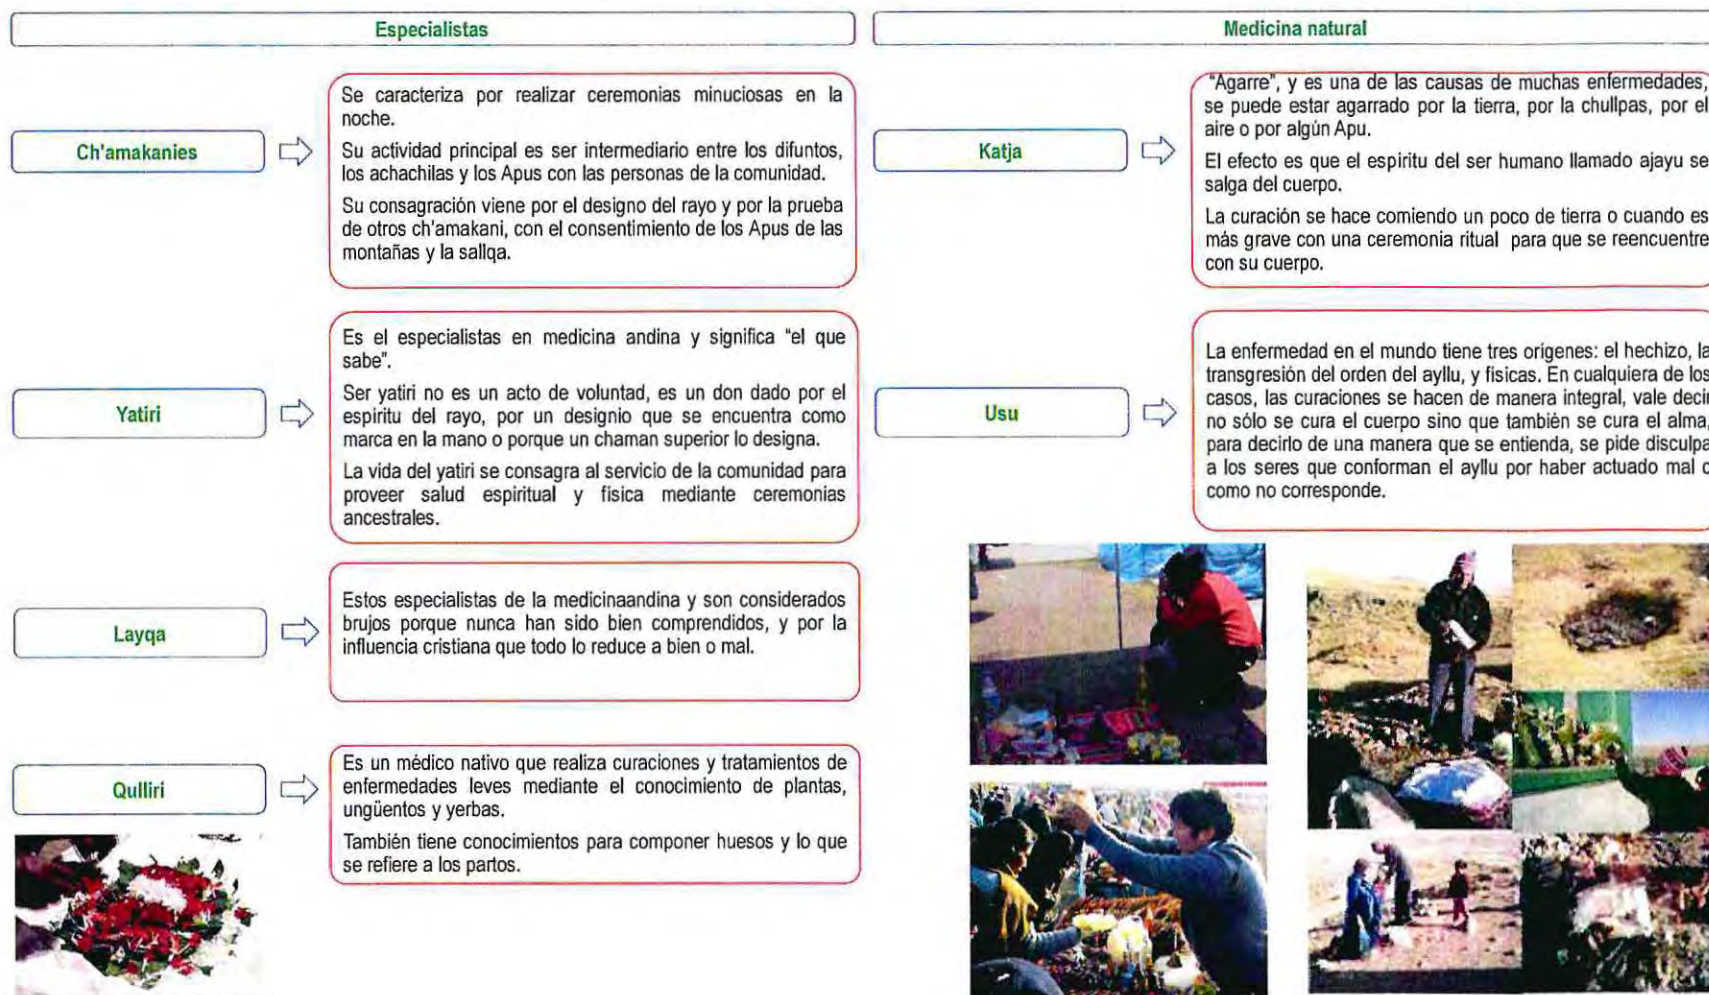 Especialistas
Ch'amakanies
Se caracteriza por realizar ceremonias minuciosas en la
noche.
Su actividad principal es ser intermediario entre los difuntos,
los achachilas y los Apus con las personas de la comunidad.
Su consagración viene por el designo del rayo y por la prueba
de otros ch'amakani, con el consentimiento de los Apus de las
montañas y la sallqa.
Yatiri
Es el especialistas en medicina andina y significa "el que
sabe".
Ser yatiri no es un acto de voluntad, es un don dado por el
espiritu del rayo, por un designio que se encuentra como
marca en la mano o porque un chaman superior lo designa.
La vida del yatiri se consagra al servicio de la comunidad para
proveer salud espiritual y fisica mediante ceremonias
ancestrales.
Layqa
Estos especialistas de la medicinaandina y son considerados
brujos porque nunca han sido bien comprendidos, y por la
influencia cristiana que todo lo reduce a bien o mal.
Qulliri
Es un médico nativo que realiza curaciones y tratamientos de
enfermedades leves mediante el conocimiento de plantas,
ungüentos y yerbas.
También tiene conocimientos para componer huesos y lo que
se refiere a los partos.
Medicina natural
Katja
"Agarre", y es una de las causas de muchas enfermedades,
se puede estar agarrado por la tierra, por la chullpas, por el
aire o por algún Apu.
El efecto es que el espiritu del ser humano llamado ajayu se
salga del cuerpo.
La curación se hace comiendo un poco de tierra o cuando es
más grave con una ceremonia ritual para que se reencuentre
con su cuerpo.
Usu
La enfermedad en el mundo tiene tres orígenes: el hechizo, la
transgresión del orden del ayllu, y físicas. En cualquiera de los
casos, las curaciones se hacen de manera integral, vale decir
no sólo se cura el cuerpo sino que también se cura el alma,
para decirlo de una manera que se entienda, se pide disculpa
a los seres que conforman el ayllu por haber actuado mal o
como no corresponde.